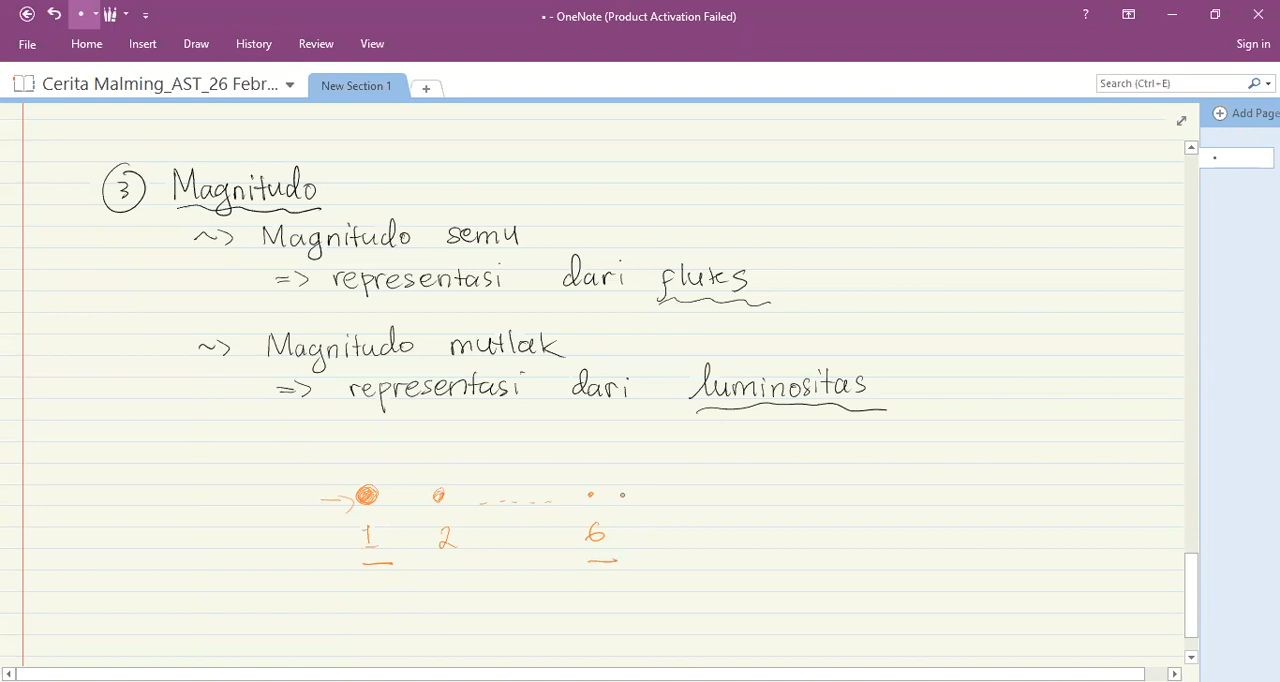 • - OneNote (Product Activation Failed)
?
File Home Insert Draw History Review View
Sign in
Cerita Malming_AST_26 Febr...
New Section 1
Search (Ctrl+E)
Add Page
3 Magnitudo
~> Magnitudo semu
=> representasi dari fluks
~> Magnitudo mutlak
=> representasi dari luminositas
1 2 6